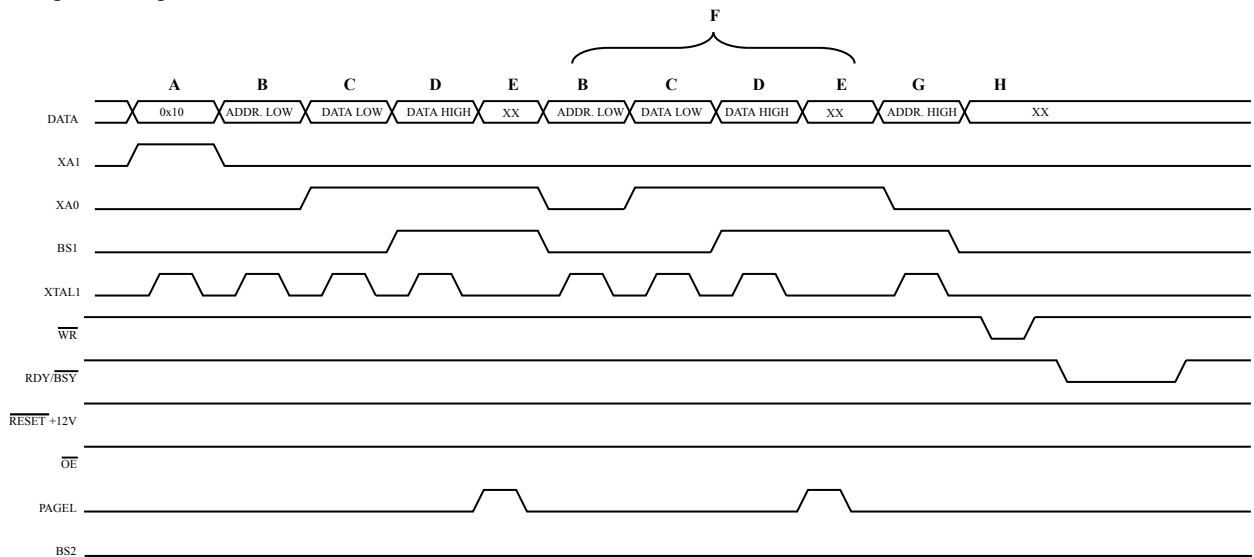 F
A B C D E B C D E G H
DATA 0x10 ADDR. LOW DATA LOW DATA HIGH XX ADDR. LOW DATA LOW DATA HIGH XX ADDR. HIGH XX
XA1
XA0
BS1
XTAL1
WR
RDY/BSY
RESET +12V
OE
PAGEL
BS2